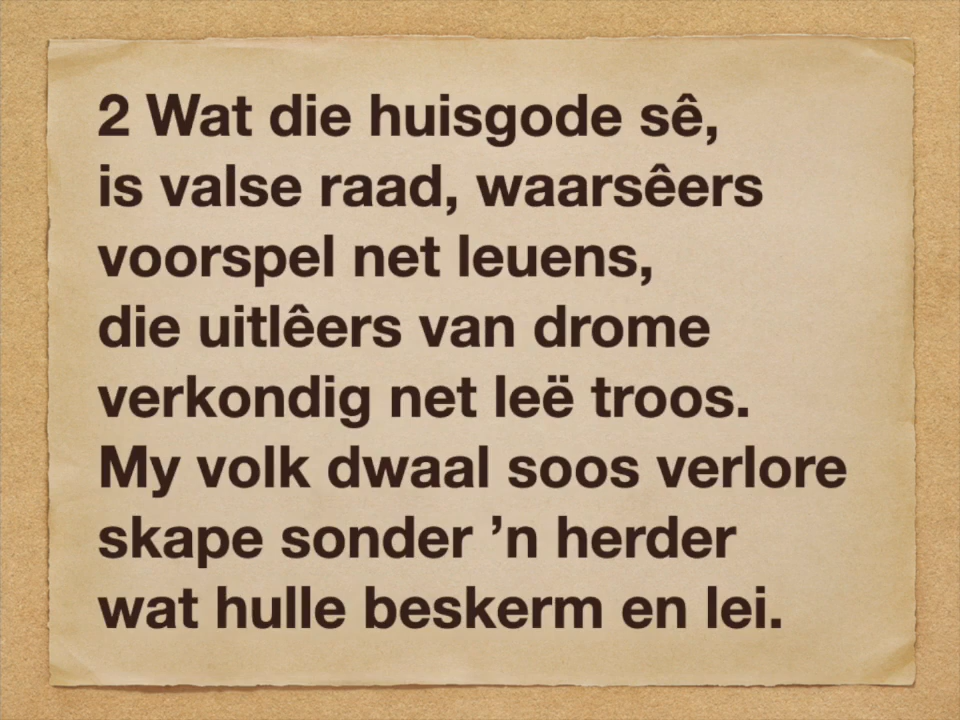 2 Wat die huisgode sê,
is valse raad, waarsêers
voorspel net leuens,
die uitlêers van drome
verkondig net leë troos.
My volk dwaal soos verlore
skape sonder ’n herder
wat hulle beskerm en lei.